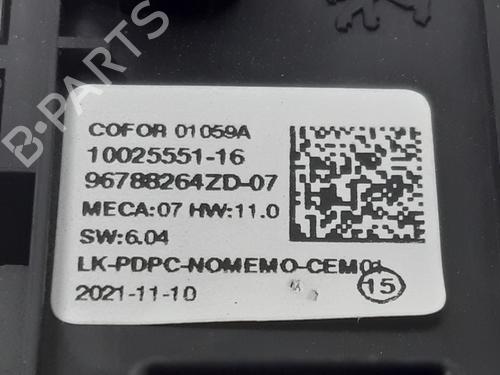 B-PARTS
COFOR 01059A
10025551-16
96788264ZD-07
MECA:07 HW:11.0
SW:6.04
LK-PDPC-NOMEMO-CEM01
2021-11-10
15